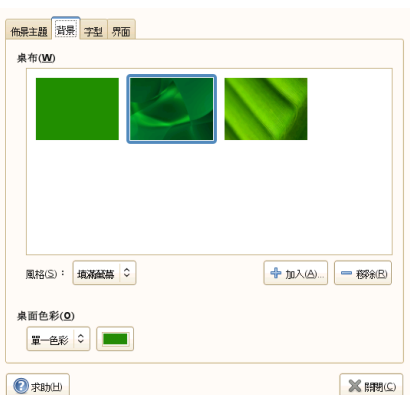 佈景主題 背景 字型 界面
桌布(W)
風格(S)： 填滿螢幕 加入(A)... 移除(R)
桌面色彩(O)
單一色彩
求助(H) 關閉(C)